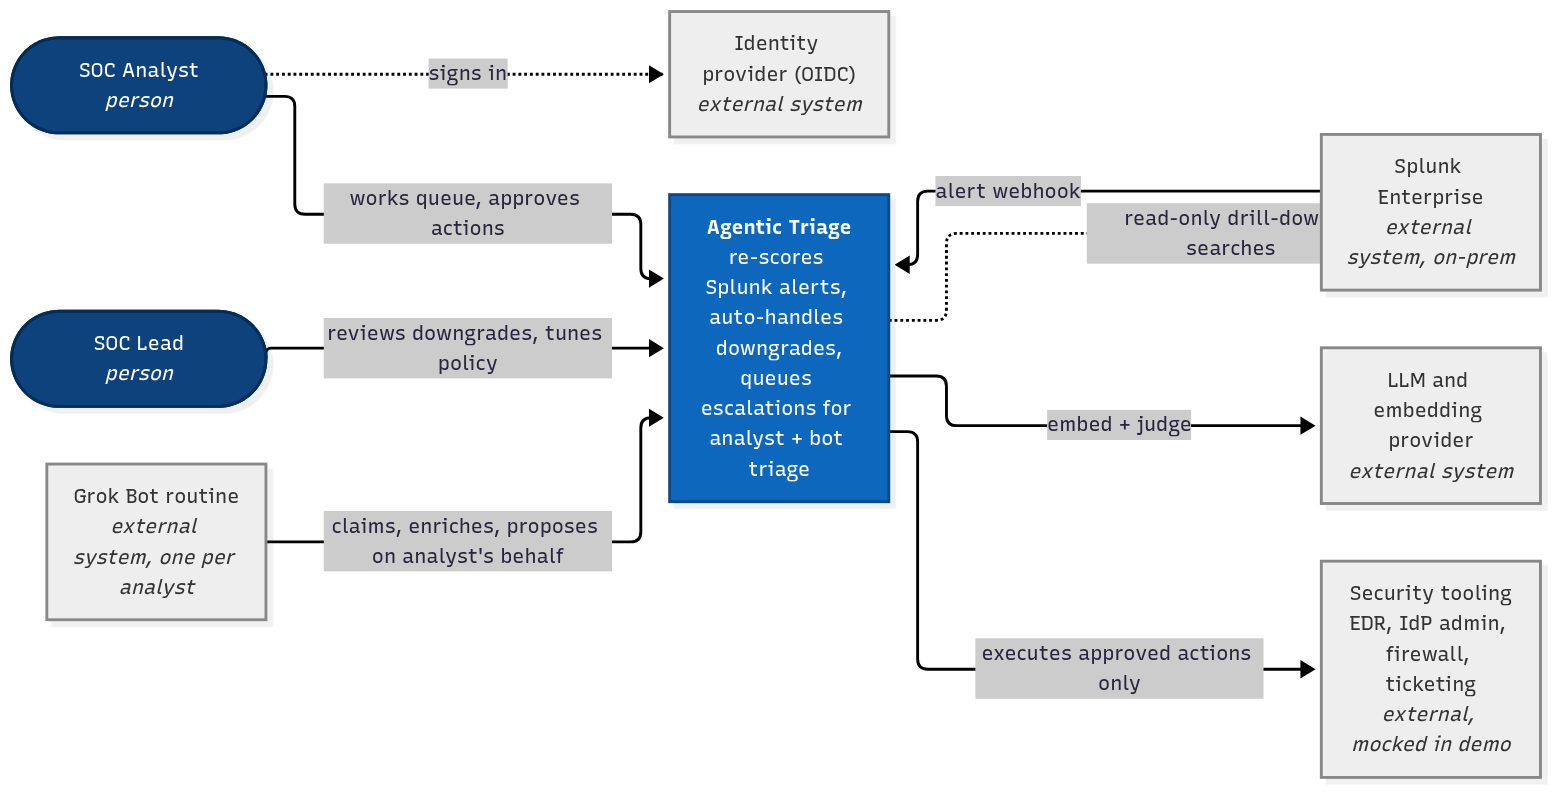 SOC Analyst
person
signs in
Identity
provider (OIDC)
external system
works queue, approves
actions
SOC Lead
person
reviews downgrades, tunes
policy
Grok Bot routine
external
system, one per
analyst
claims, enriches, proposes
on analyst's behalf
Agentic Triage
re-scores
Splunk alerts,
auto-handles
downgrades,
queues
escalations for
analyst + bot
triage
alert webhook
read-only drill-dow
searches
Splunk
Enterprise
external
system, on-prem
embed + judge
LLM and
embedding
provider
external system
executes approved actions
only
Security tooling
EDR, IdP admin,
firewall,
ticketing
external,
mocked in demo